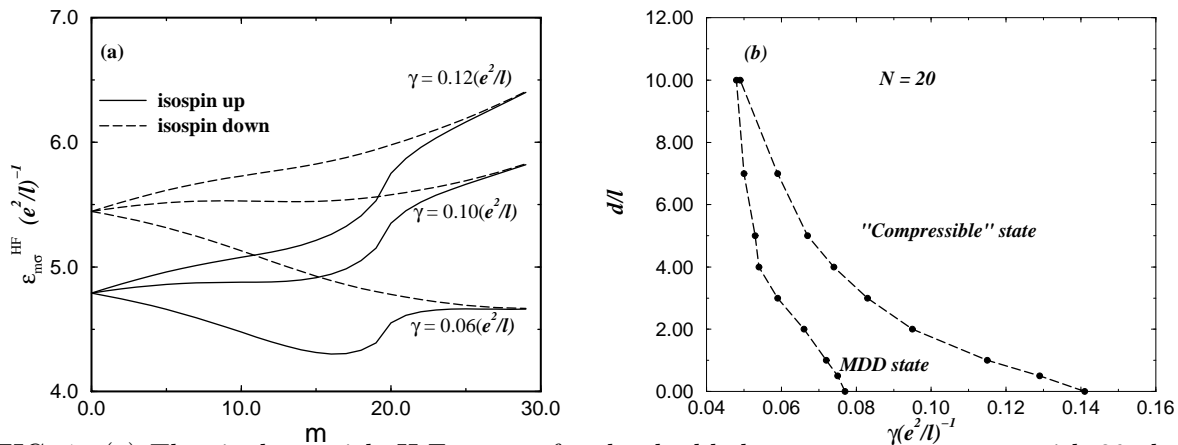 7.0
6.0
5.0
4.0
ε_mσ^HF (e²/l)⁻¹
(a)
isospin up
isospin down
γ = 0.12(e²/l)
γ = 0.10(e²/l)
γ = 0.06(e²/l)
0.0 10.0 20.0 30.0
m
12.00
10.00
8.00
6.00
4.00
2.00
0.00
d/l
(b)
N = 20
"Compressible" state
MDD state
0.04 0.06 0.08 0.10 0.12 0.14 0.16
γ(e²/l)⁻¹